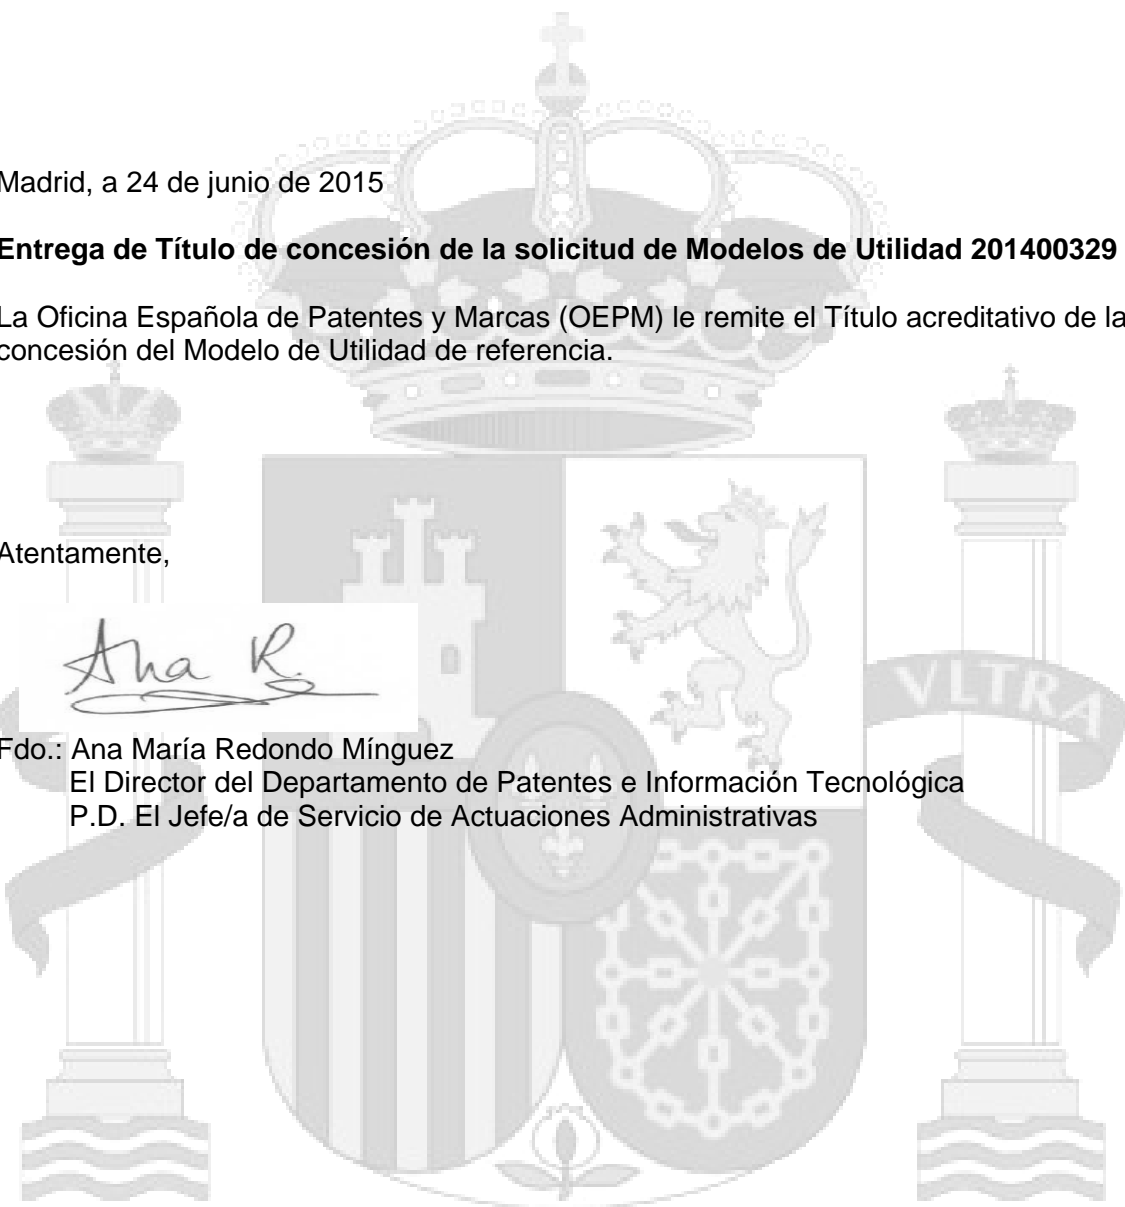 Madrid, a 24 de junio de 2015
Entrega de Título de concesión de la solicitud de Modelos de Utilidad 201400329
La Oficina Española de Patentes y Marcas (OEPM) le remite el Título acreditativo de la
concesión del Modelo de Utilidad de referencia.
Atentamente,
Ana R.
VLTRA
Fdo.: Ana María Redondo Mínguez
El Director del Departamento de Patentes e Información Tecnológica
P.D. El Jefe/a de Servicio de Actuaciones Administrativas